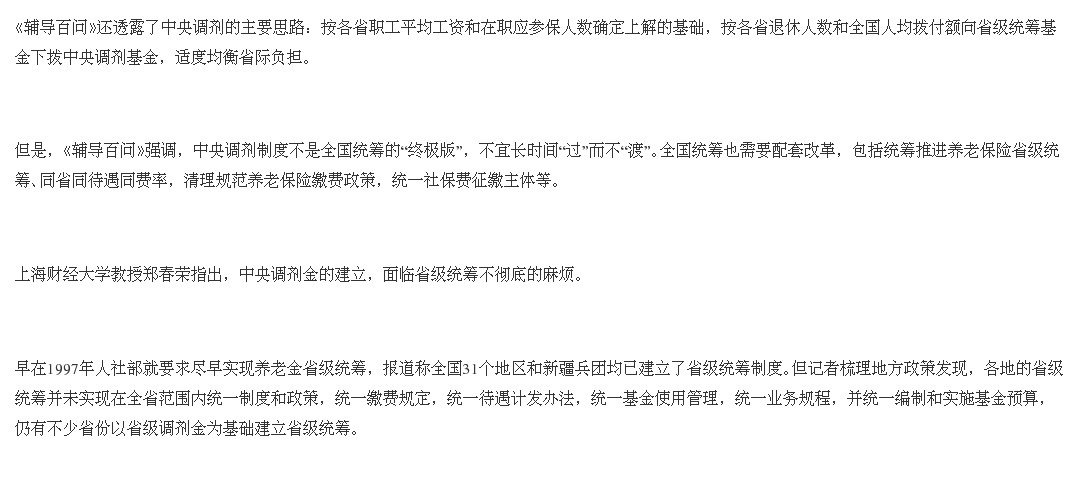 《辅导百问》还透露了中央调剂的主要思路：按各省职工平均工资和在职应参保人数确定上解的基础，按各省退休人数和全国人均拨付额向省级统筹基
金下拨中央调剂基金，适度均衡省际负担。
但是，《辅导百问》强调，中央调剂制度不是全国统筹的“终极版”，不宜长时间“过”而不“渡”。全国统筹也需要配套改革，包括统筹推进养老保险省级统
筹、同省同待遇同费率，清理规范养老保险缴费政策，统一社保费征缴主体等。
上海财经大学教授郑春荣指出，中央调剂金的建立，面临省级统筹不彻底的麻烦。
早在1997年人社部就要求尽早实现养老金省级统筹，报道称全国31个地区和新疆兵团均已建立了省级统筹制度。但记者梳理地方政策发现，各地的省级
统筹并未实现在全省范围内统一制度和政策，统一缴费规定，统一待遇计发办法，统一基金使用管理，统一业务规程，并统一编制和实施基金预算，
仍有不少省份以省级调剂金为基础建立省级统筹。